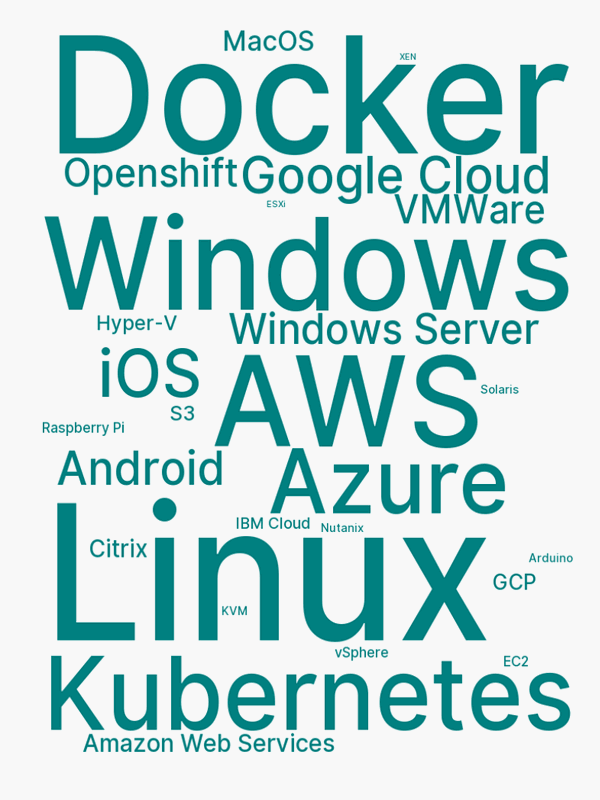 MacOS
XEN
Docker
Openshift
Google Cloud
ESXi
VMWare
Windows
Hyper-V
Windows Server
iOS
AWS
Solaris
S3
Raspberry Pi
Android
Azure
IBM Cloud
Nutanix
Linux
Citrix
Arduino
GCP
KVM
vSphere
EC2
Kubernetes
Amazon Web Services